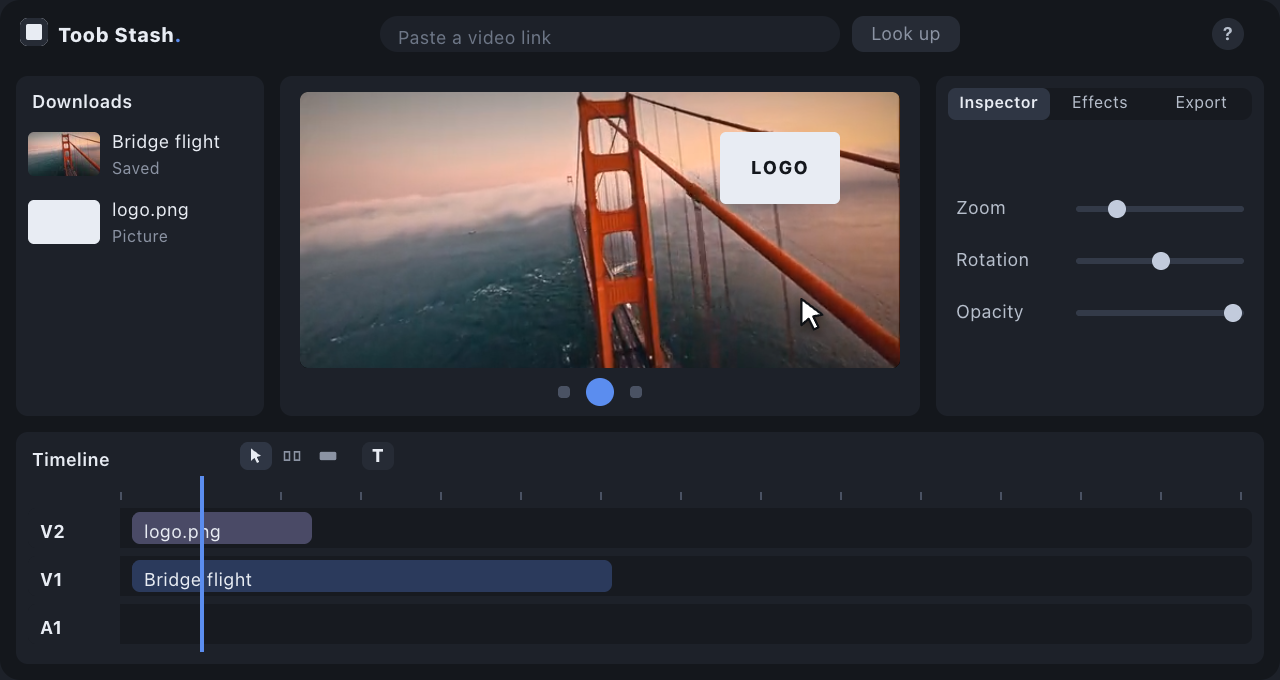 Toob Stash.
Paste a video link
Look up
?
Downloads
Bridge flight
Saved
logo.png
Picture
LOGO
Inspector Effects Export
Zoom
Rotation
Opacity
Timeline
T
V2
logo.png
V1
Bridge flight
A1